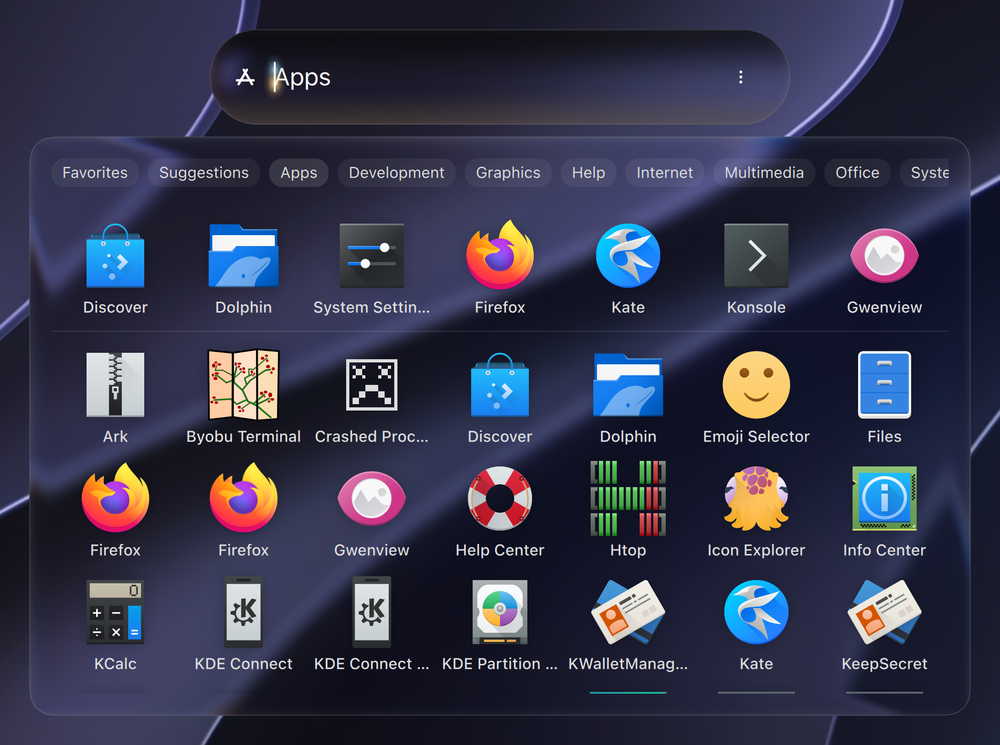 Apps
Favorites Suggestions Apps Development Graphics Help Internet Multimedia Office Syste
Discover Dolphin System Settin... Firefox Kate Konsole Gwenview
Ark Byobu Terminal Crashed Proc... Discover Dolphin Emoji Selector Files
Firefox Firefox Gwenview Help Center Htop Icon Explorer Info Center
0
KCalc KDE Connect KDE Connect ... KDE Partition ... KWalletManag... Kate KeepSecret